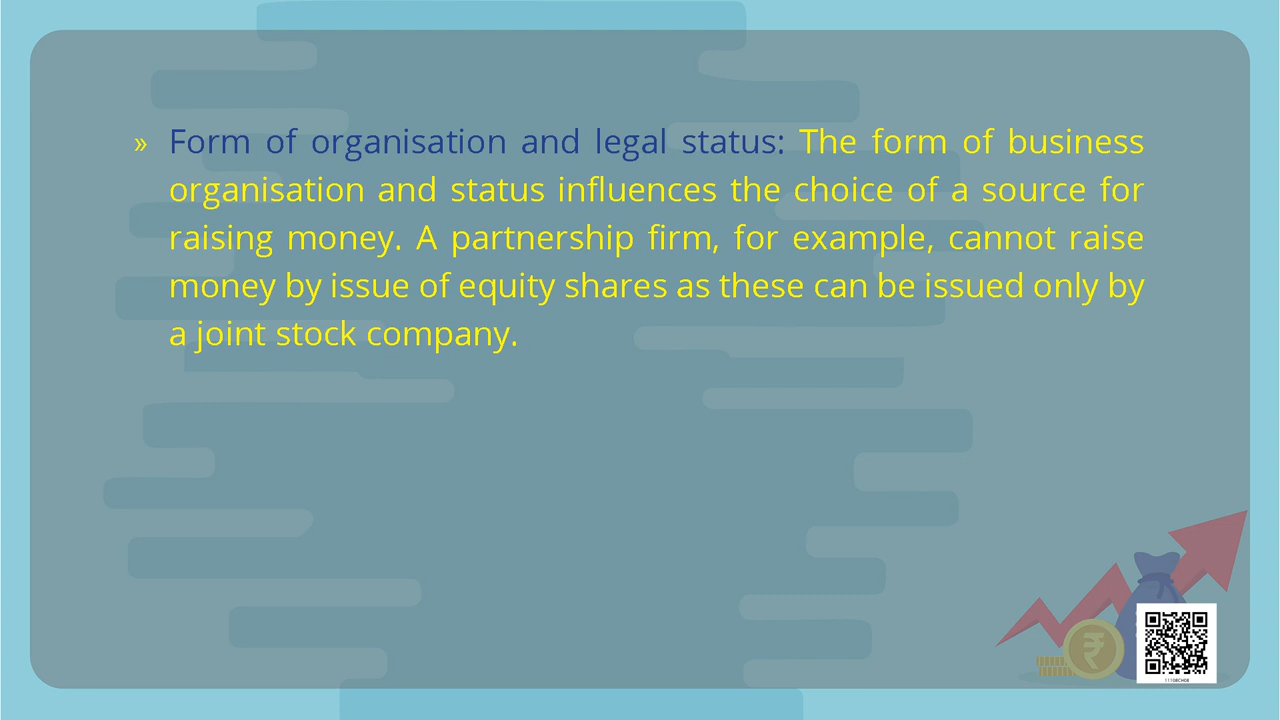 » Form of organisation and legal status: The form of business
organisation and status influences the choice of a source for
raising money. A partnership firm, for example, cannot raise
money by issue of equity shares as these can be issued only by
a joint stock company.
₹
11108CH08